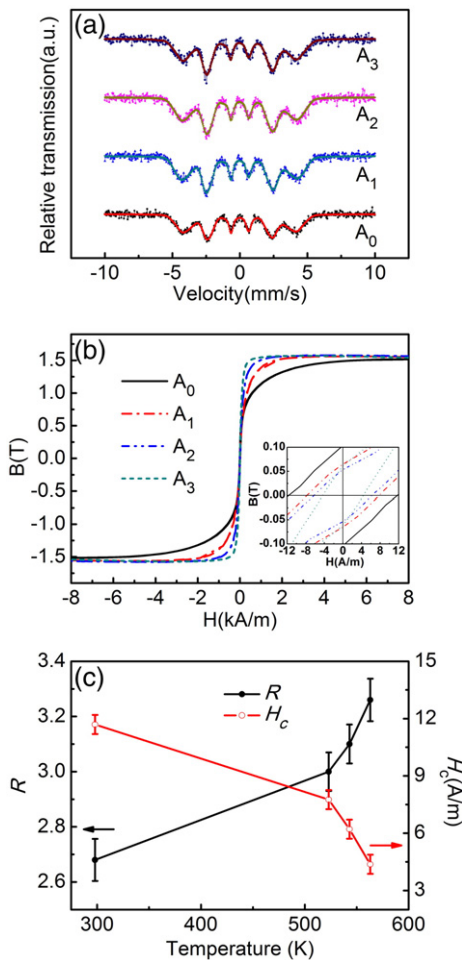 (a)
Relative transmission(a.u.)
A3
A2
A1
A0
-10 -5 0 5 10
Velocity(mm/s)
(b)
B(T)
1.5
1.0
0.5
0.0
-0.5
-1.0
-1.5
A0
A1
A2
A3
B(T)
0.10
0.05
0.00
-0.05
-0.10
-12 -8 -4 0 4 8 12
H(A/m)
-8 -6 -4 -2 0 2 4 6 8
H(kA/m)
(c)
R
3.4
3.2
3.0
2.8
2.6
R
Hc
15
12
9
6
3
Hc(A/m)
300 400 500 600
Temperature (K)